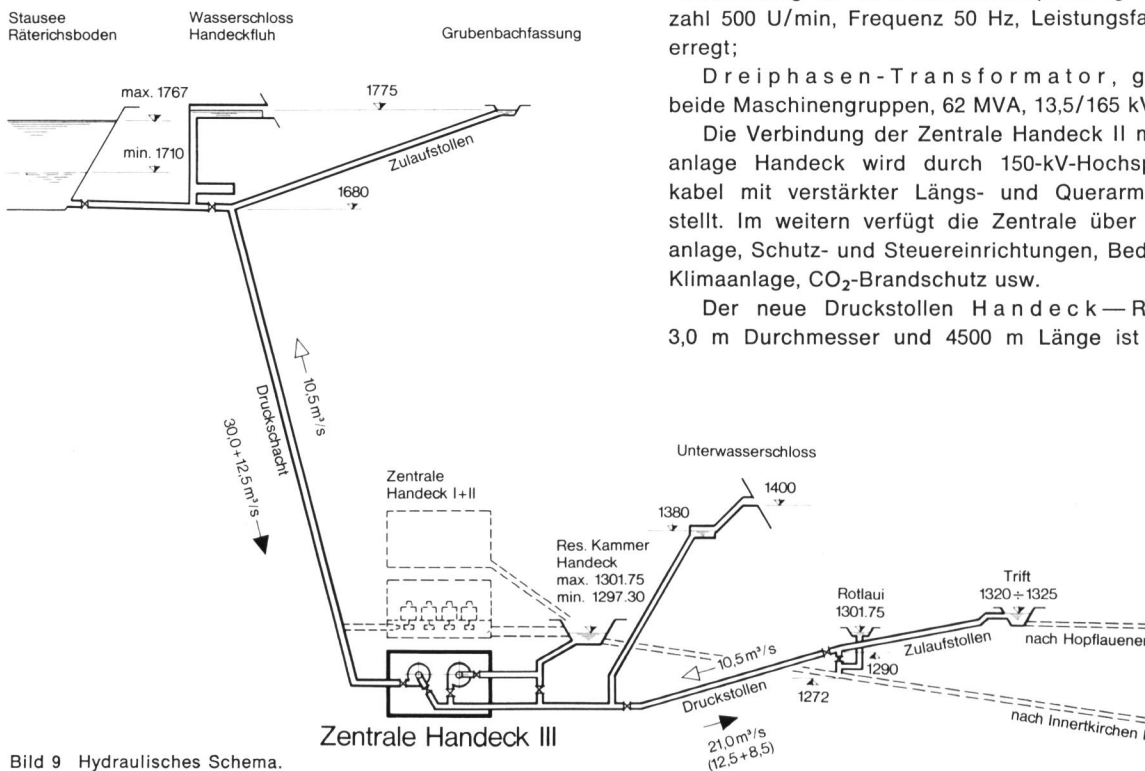 Stausee
Räterichsboden
Wasserschloss
Handeckfluh
Grubenbachfassung
max. 1767
min. 1710
1775
Zulaufstollen
1680
Druckschacht
10,5 m³/s
30,0+12,5 m³/s
Zentrale
Handeck I+II
Res. Kammer
Handeck
max. 1301.75
min. 1297.30
Unterwasserschloss
1380
1400
Rotlaui
1301.75
Trift
1320÷1325
Zulaufstollen
nach Hopflauenen
1290
1272
10,5 m³/s
Druckstollen
21,0 m³/s
(12,5+8,5)
nach Innertkirchen
Zentrale Handeck III
Bild 9 Hydraulisches Schema.
zahl 500 U/min, Frequenz 50 Hz, Leistungsfa
erregt;
Dreiphasen-Transformator, g
beide Maschinengruppen, 62 MVA, 13,5/165 kV
Die Verbindung der Zentrale Handeck II m
anlage Handeck wird durch 150-kV-Hochsp
kabel mit verstärkter Längs- und Querarm
stellt. Im weitern verfügt die Zentrale über
anlage, Schutz- und Steuereinrichtungen, Bed
Klimaanlage, CO₂-Brandschutz usw.
Der neue Druckstollen Handeck—R
3,0 m Durchmesser und 4500 m Länge ist